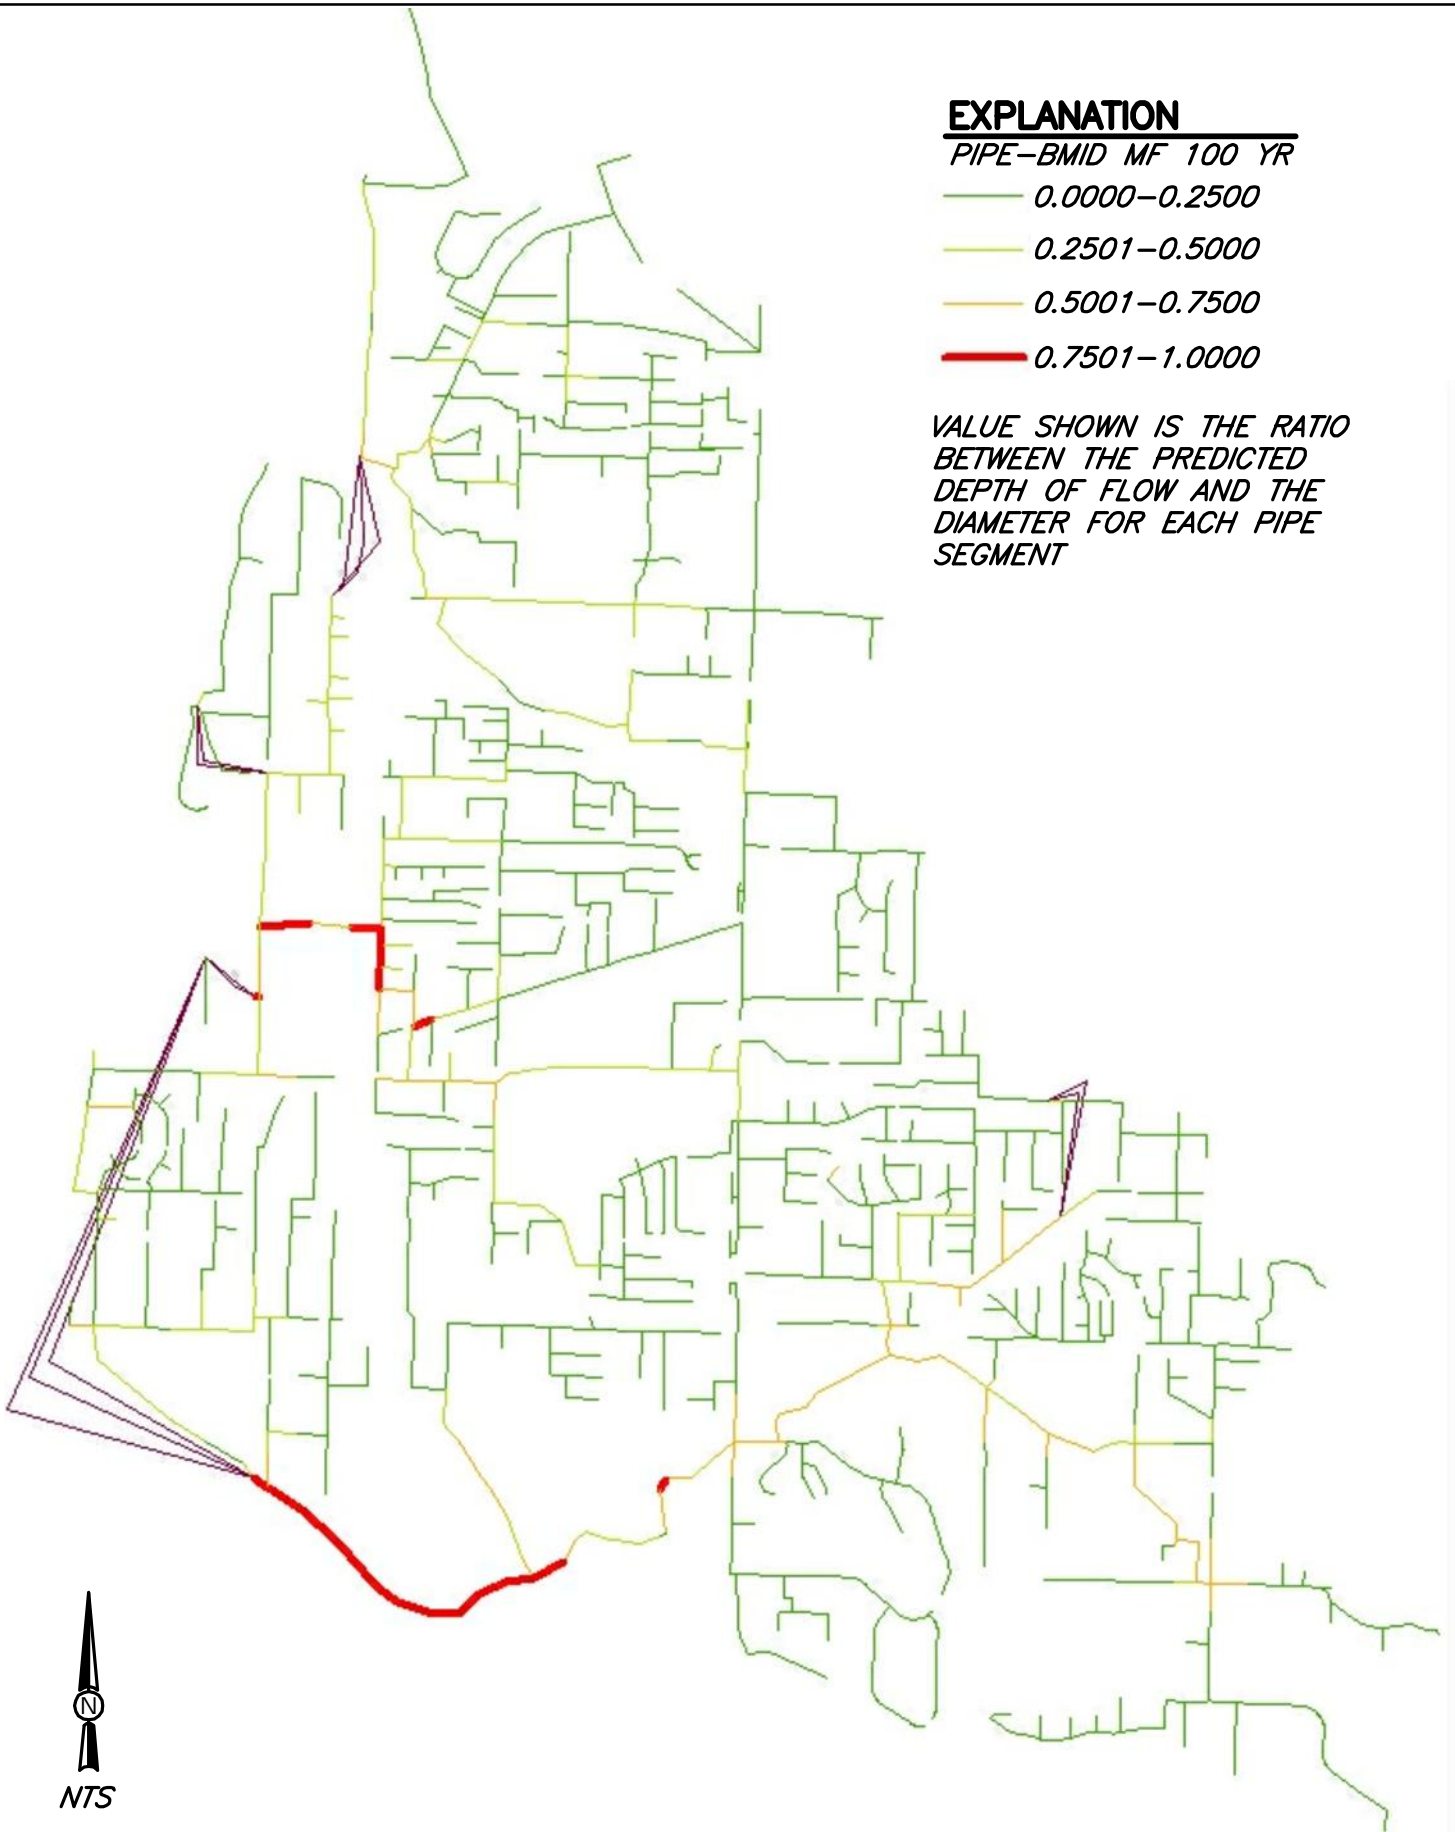 EXPLANATION
PIPE-BMID MF 100 YR
0.0000-0.2500
0.2501-0.5000
0.5001-0.7500
0.7501-1.0000
VALUE SHOWN IS THE RATIO
BETWEEN THE PREDICTED
DEPTH OF FLOW AND THE
DIAMETER FOR EACH PIPE
SEGMENT
N
NTS